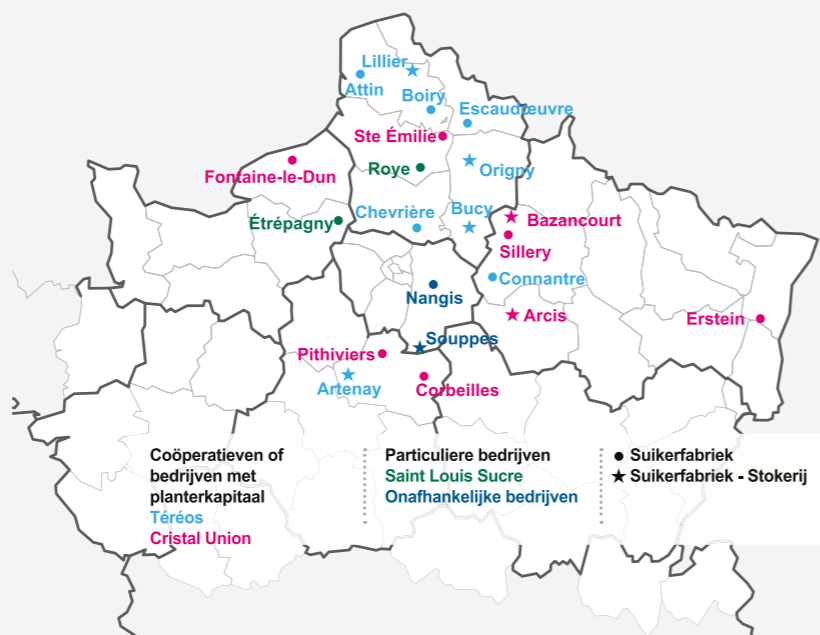 Lillier
Attin
Boiry
Escaudœuvre
Ste Émilie
Fontaine-le-Dun
Roye
Origny
Étrépagny
Chevrière
Bucy
Bazancourt
Sillery
Connantre
Nangis
Arcis
Erstein
Souppes
Pithiviers
Artenay
Corbeilles
Coöperatieven of
bedrijven met
planterkapitaal
Téréos
Cristal Union
Particuliere bedrijven
Saint Louis Sucre
Onafhankelijke bedrijven
Suikerfabriek
Suikerfabriek - Stokerij